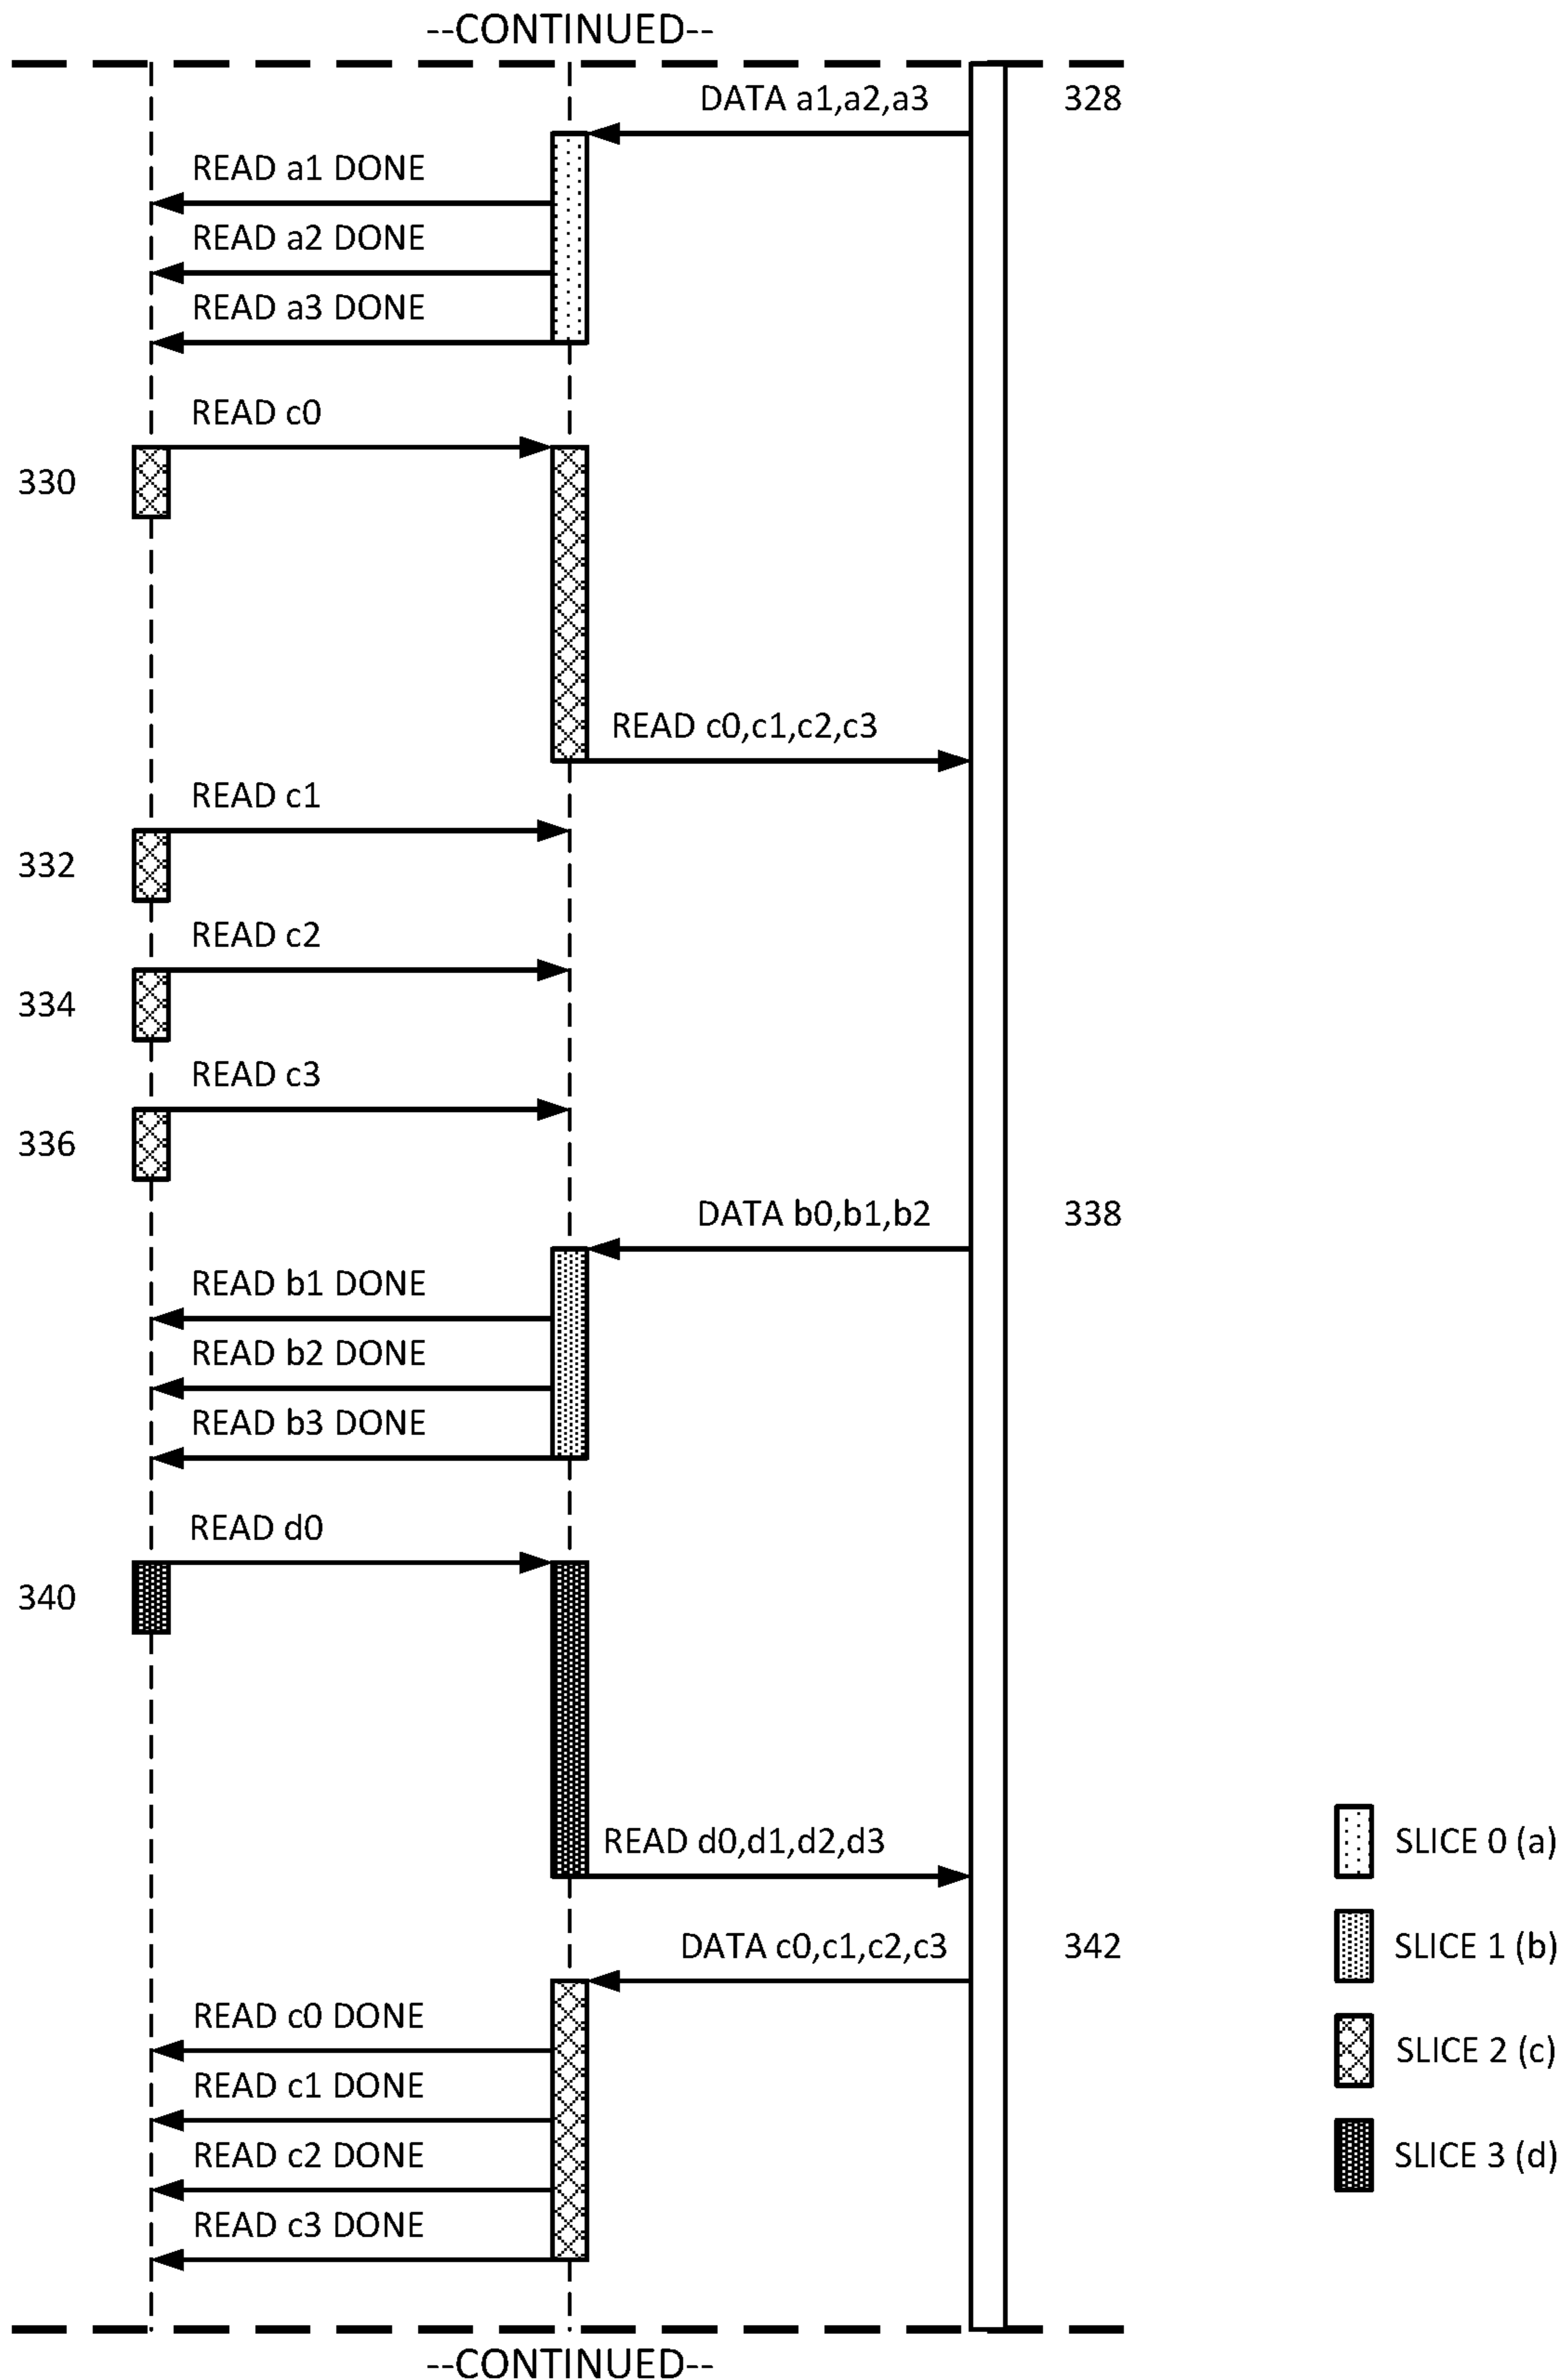 --CONTINUED--
DATA a1,a2,a3
328
READ a1 DONE
READ a2 DONE
READ a3 DONE
READ c0
330
READ c0,c1,c2,c3
READ c1
332
READ c2
334
READ c3
336
DATA b0,b1,b2
338
READ b1 DONE
READ b2 DONE
READ b3 DONE
READ d0
340
READ d0,d1,d2,d3
SLICE 0 (a)
DATA c0,c1,c2,c3
342
SLICE 1 (b)
READ c0 DONE
SLICE 2 (c)
READ c1 DONE
READ c2 DONE
SLICE 3 (d)
READ c3 DONE
--CONTINUED--